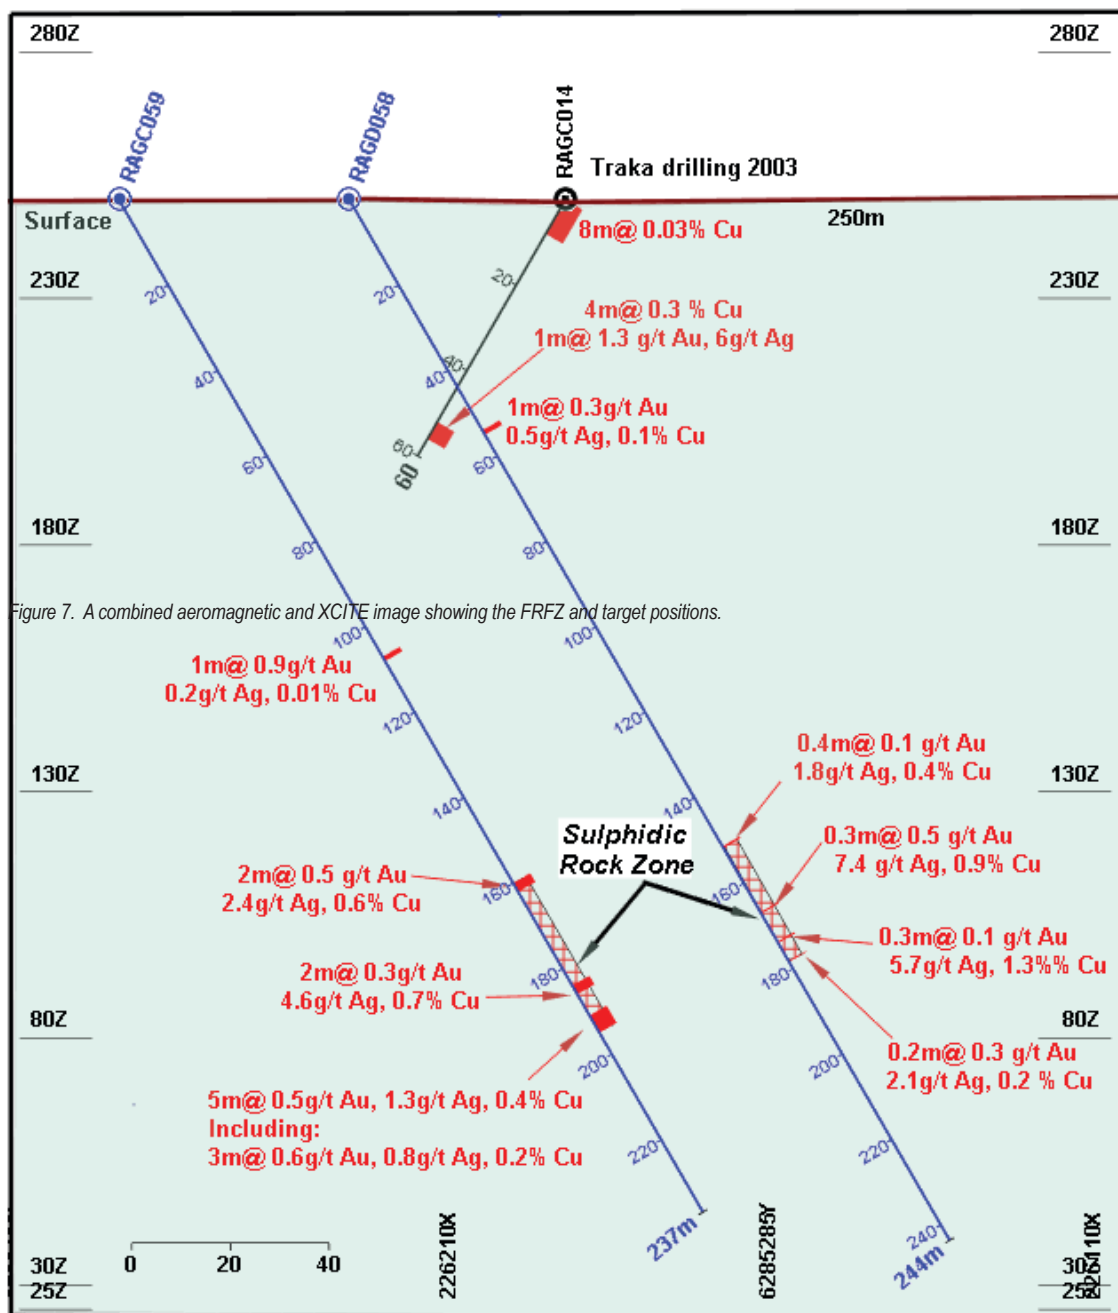 280Z
280Z
RAGC059
RAGD058
RAGC014
Traka drilling 2003
Surface
250m
8m@ 0.03% Cu
20
230Z
20
20
230Z
4m@ 0.3 % Cu
1m@ 1.3 g/t Au, 6g/t Ag
40
40
40
1m@ 0.3g/t Au
0.5g/t Ag, 0.1% Cu
60
60
60
60
180Z
80
80
180Z
Figure 7. A combined aeromagnetic and XCITE image showing the FRFZ and target positions.
100
100
1m@ 0.9g/t Au
0.2g/t Ag, 0.01% Cu
120
120
0.4m@ 0.1 g/t Au
1.8g/t Ag, 0.4% Cu
130Z
140
140
130Z
Sulphidic
Rock Zone
0.3m@ 0.5 g/t Au
7.4 g/t Ag, 0.9% Cu
2m@ 0.5 g/t Au
2.4g/t Ag, 0.6% Cu
160
160
0.3m@ 0.1 g/t Au
5.7g/t Ag, 1.3%% Cu
2m@ 0.3g/t Au
4.6g/t Ag, 0.7% Cu
180
180
80Z
80Z
0.2m@ 0.3 g/t Au
2.1g/t Ag, 0.2 % Cu
200
200
5m@ 0.5g/t Au, 1.3g/t Ag, 0.4% Cu
Including:
3m@ 0.6g/t Au, 0.8g/t Ag, 0.2% Cu
220
220
237m
240
244m
226210X
6285285Y
0 20 40
30Z
25Z
30Z
25Z